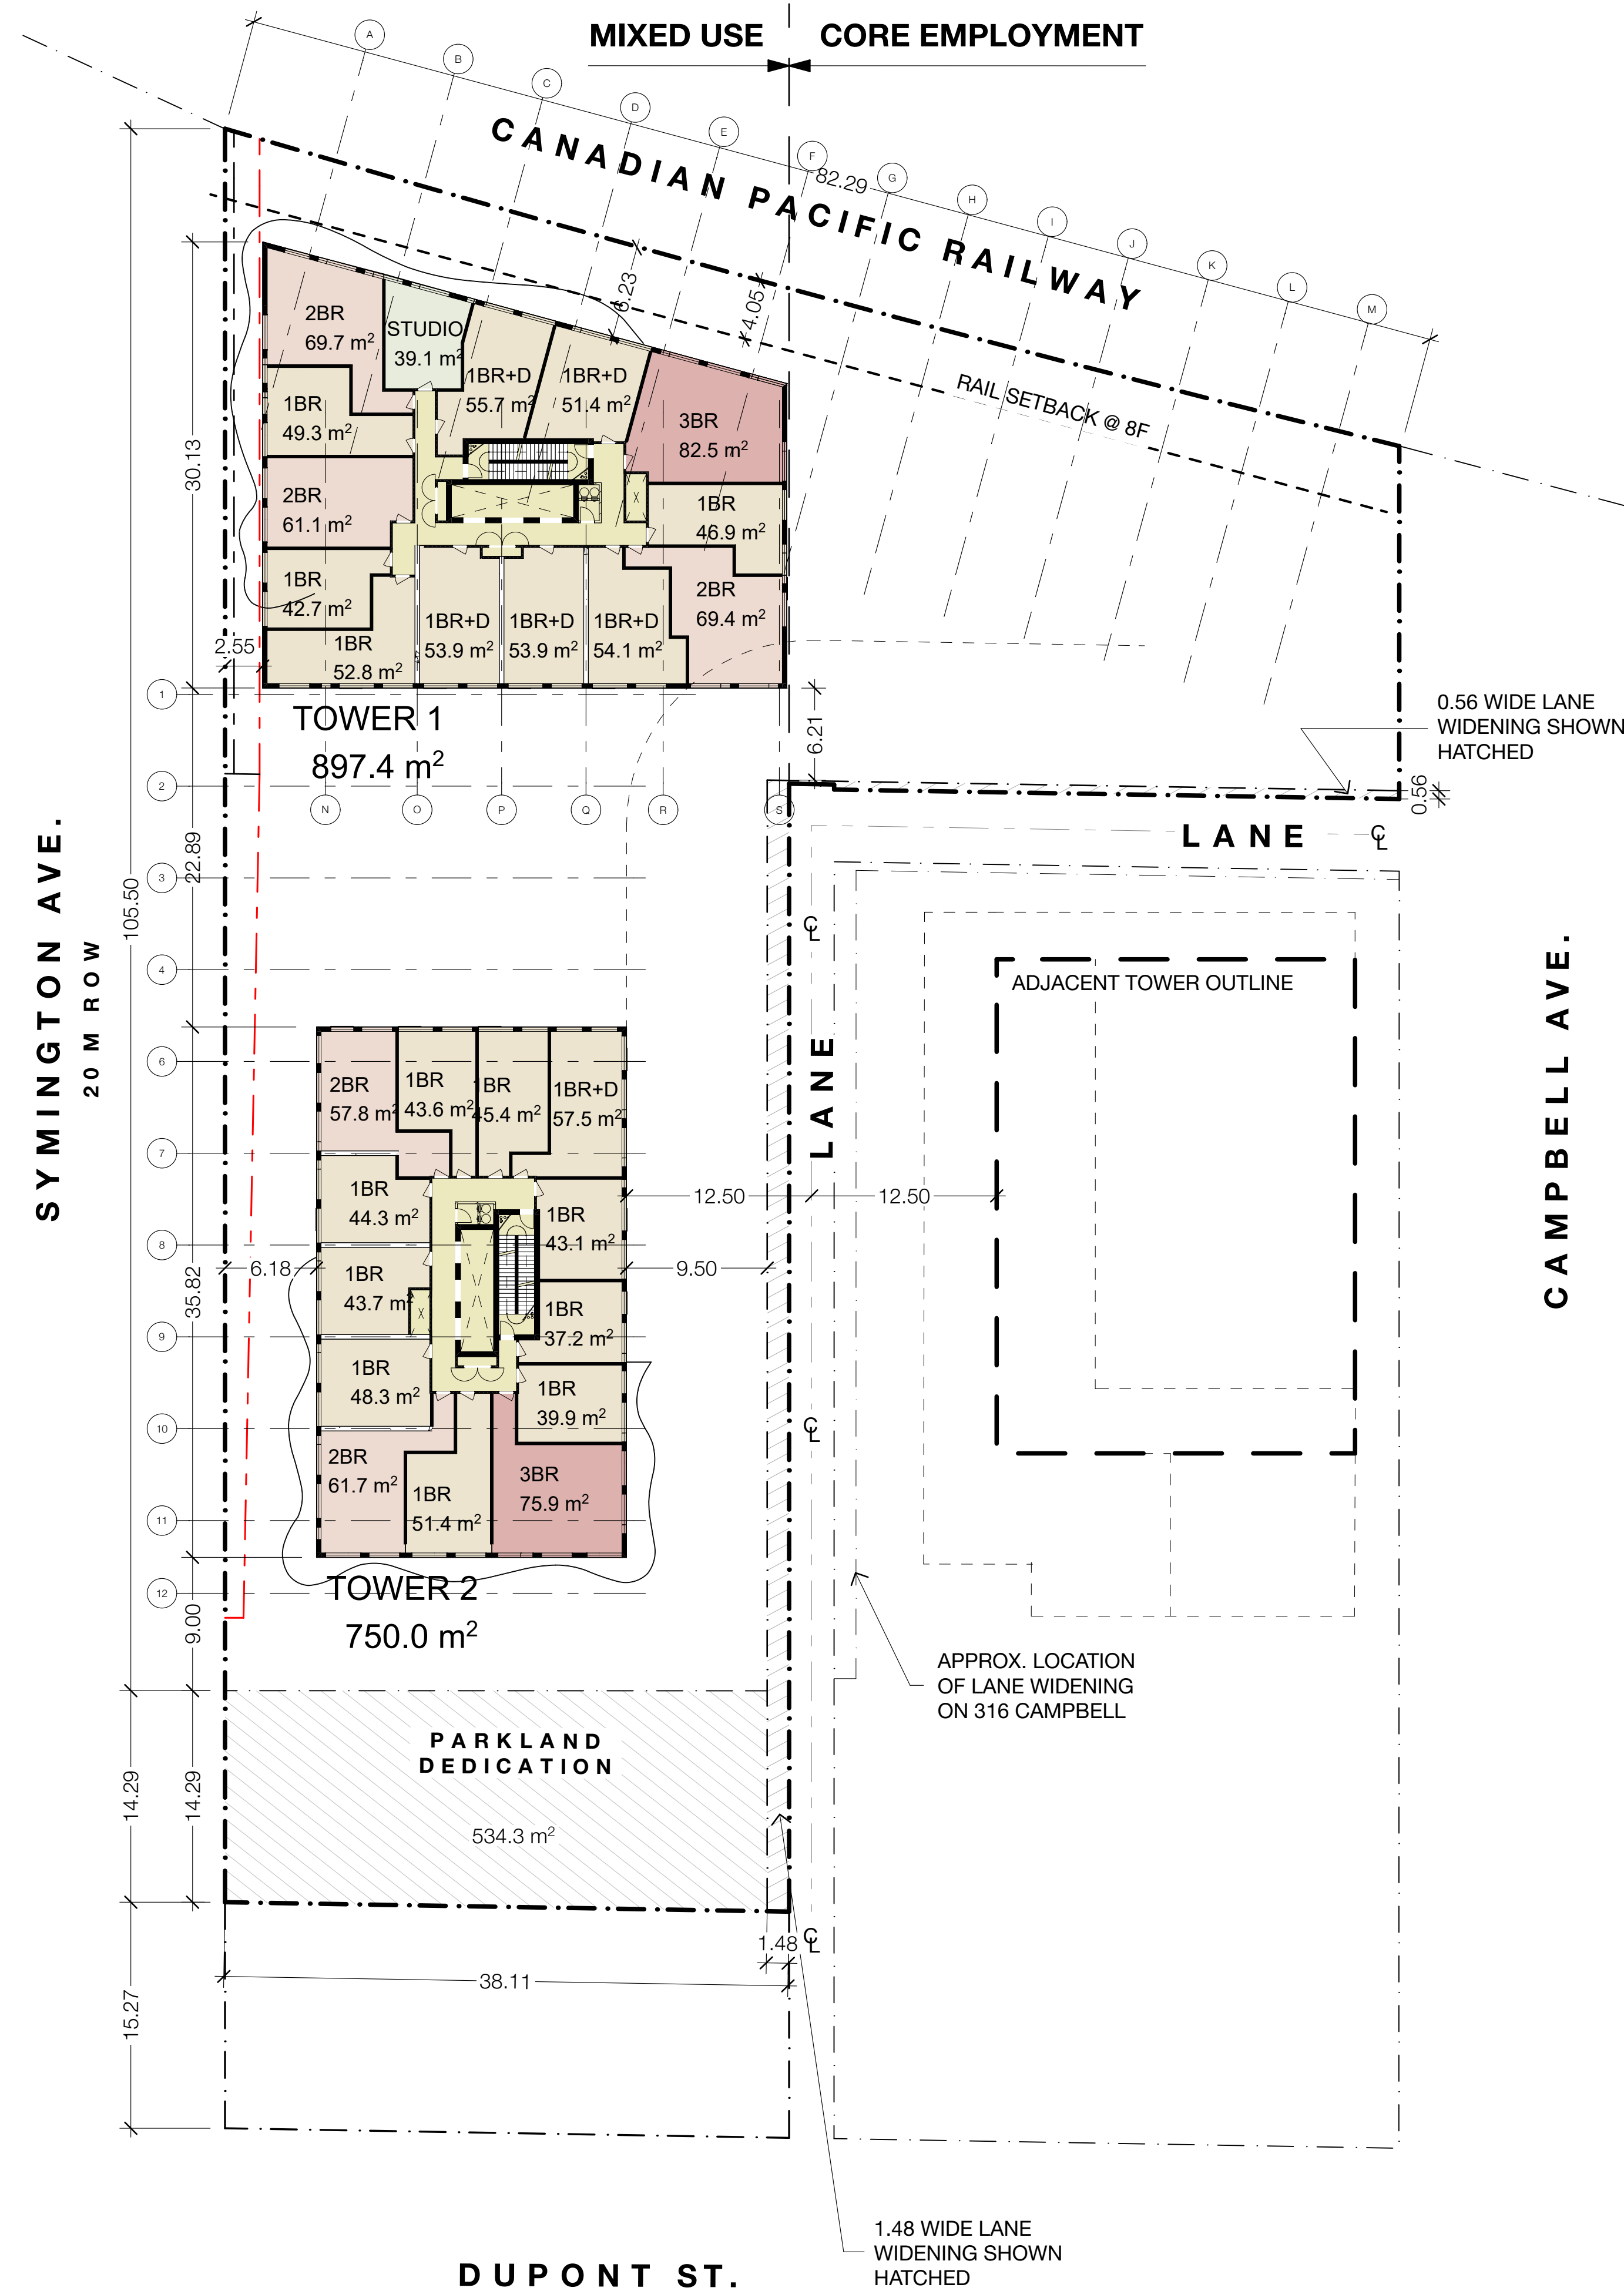 MIXED USE
CORE EMPLOYMENT
A
B
C
D
E
F
G
H
I
J
K
L
M
82.29
CANADIAN PACIFIC RAILWAY
6.23
4.05
RAIL SETBACK @ 8F
2BR
69.7 m²
STUDIO
39.1 m²
1BR+D
55.7 m²
1BR+D
51.4 m²
3BR
82.5 m²
1BR
49.3 m²
2BR
61.1 m²
1BR
46.9 m²
1BR
42.7 m²
1BR
52.8 m²
1BR+D
53.9 m²
1BR+D
53.9 m²
1BR+D
54.1 m²
2BR
69.4 m²
30.13
2.55
TOWER 1
897.4 m²
6.21
0.56 WIDE LANE
WIDENING SHOWN
HATCHED
0.56
1
2
3
4
6
7
8
9
10
11
12
N
O
P
Q
R
S
LANE
CL
SYMINGTON AVE.
20 M ROW
105.50
22.89
CL
LANE
ADJACENT TOWER OUTLINE
CAMPBELL AVE.
2BR
57.8 m²
1BR
43.6 m²
1BR
45.4 m²
1BR+D
57.5 m²
1BR
44.3 m²
1BR
43.1 m²
12.50
12.50
6.18
35.82
1BR
43.7 m²
9.50
1BR
37.2 m²
1BR
48.3 m²
1BR
39.9 m²
CL
2BR
61.7 m²
1BR
51.4 m²
3BR
75.9 m²
TOWER 2
750.0 m²
9.00
APPROX. LOCATION
OF LANE WIDENING
ON 316 CAMPBELL
PARKLAND
DEDICATION
534.3 m²
14.29
14.29
1.48
CL
38.11
15.27
1.48 WIDE LANE
WIDENING SHOWN
HATCHED
DUPONT ST.